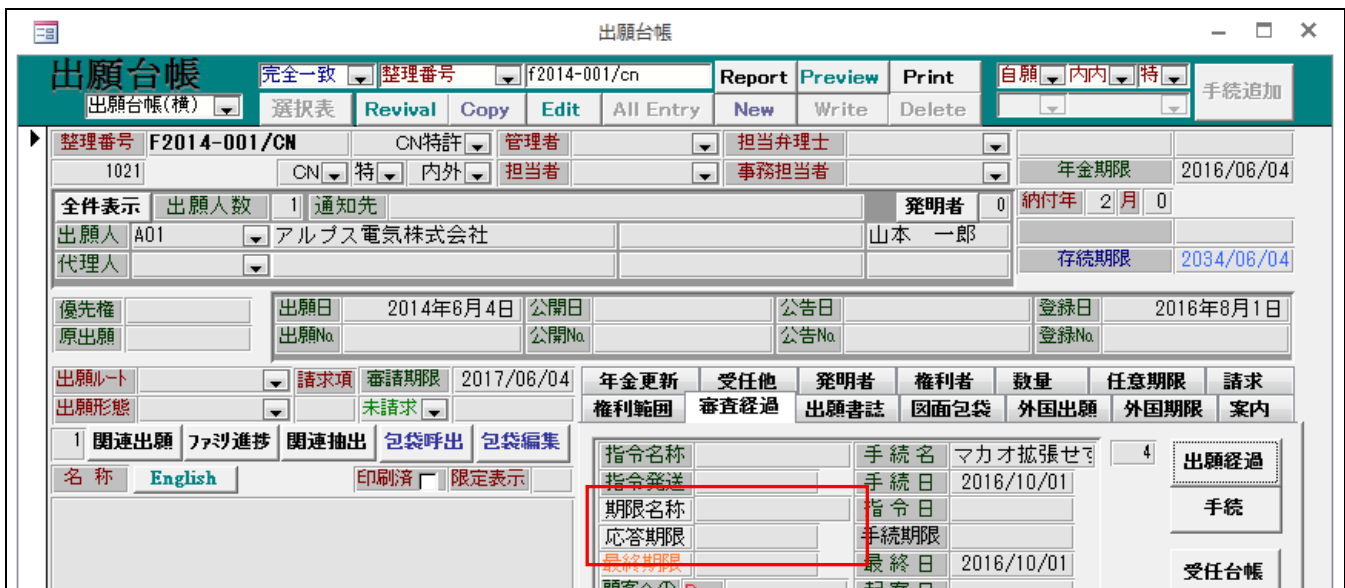 出願台帳
出願台帳 完全一致 整理番号 f2014-001/cn Report Preview Print 自願 内内 特 手続追加
出願台帳(横) 選択表 Revival Copy Edit All Entry New Write Delete
整理番号 F2014-001/CN CN特許 管理者 担当弁理士
1021 CN 特 内外 担当者 事務担当者 年金期限 2016/06/04
全件表示 出願人数 1 通知先 発明者 0 納付年 2 月 0
出願人 A01 アルプス電気株式会社 山本 一郎
代理人 存続期限 2034/06/04
優先権 出願日 2014年6月4日 公開日 公告日 登録日 2016年8月1日
原出願 出願No. 公開No. 公告No. 登録No.
出願ルート 請求項 審請期限 2017/06/04 年金更新 受任他 発明者 権利者 数量 任意期限 請求
出願形態 未請求 権利範囲 審査経過 出願書誌 図面包袋 外国出願 外国期限 案内
1 関連出願 ファミリ進捗 関連抽出 包袋呼出 包袋編集
指令名称 手続名 マカオ拡張せず 4 出願経過
名称 English 印刷済 限定表示 指令発送 手続日 2016/10/01
期限名称 指令日 手続
応答期限 手続期限
最終期限 最終日 2016/10/01 受任台帳